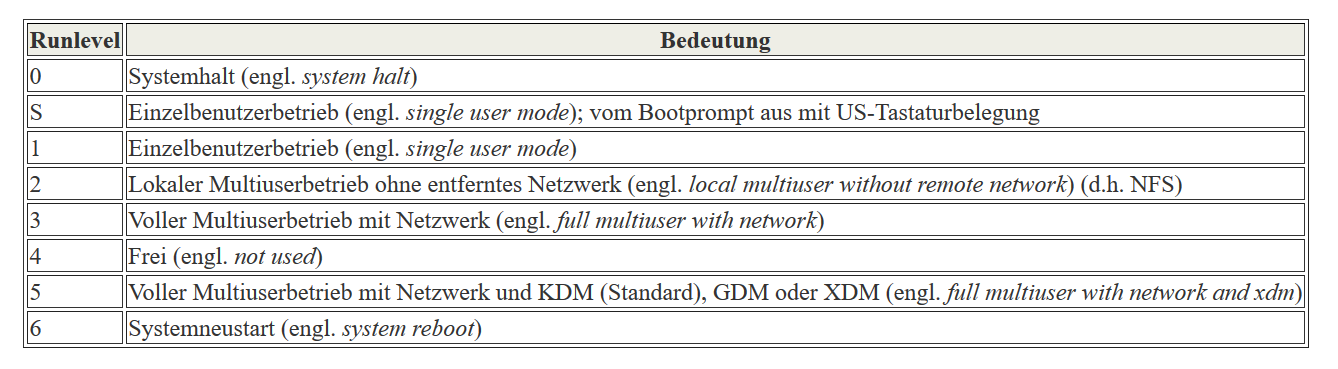 Runlevel Bedeutung
0 Systemhalt (engl. system halt)
S Einzelbenutzerbetrieb (engl. single user mode); vom Bootprompt aus mit US-Tastaturbelegung
1 Einzelbenutzerbetrieb (engl. single user mode)
2 Lokaler Multiuserbetrieb ohne entferntes Netzwerk (engl. local multiuser without remote network) (d.h. NFS)
3 Voller Multiuserbetrieb mit Netzwerk (engl. full multiuser with network)
4 Frei (engl. not used)
5 Voller Multiuserbetrieb mit Netzwerk und KDM (Standard), GDM oder XDM (engl. full multiuser with network and xdm)
6 Systemneustart (engl. system reboot)